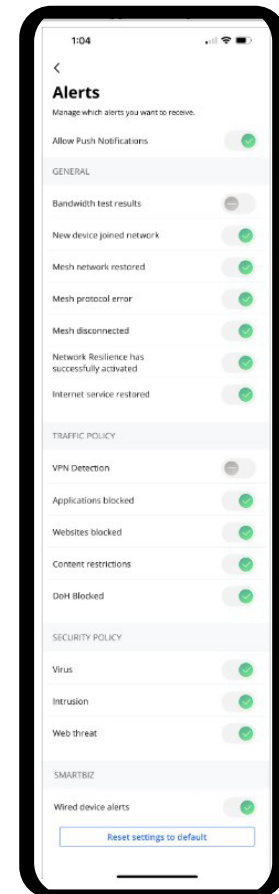 1:04
Alerts
Manage which alerts you want to receive.
Allow Push Notifications
GENERAL
Bandwidth test results
New device joined network
Mesh network restored
Mesh protocol error
Mesh disconnected
Network Resilience has
successfully activated
Internet service restored
TRAFFIC POLICY
VPN Detection
Applications blocked
Websites blocked
Content restrictions
DoH Blocked
SECURITY POLICY
Virus
Intrusion
Web threat
SMARTBIZ
Wired device alerts
Reset settings to default